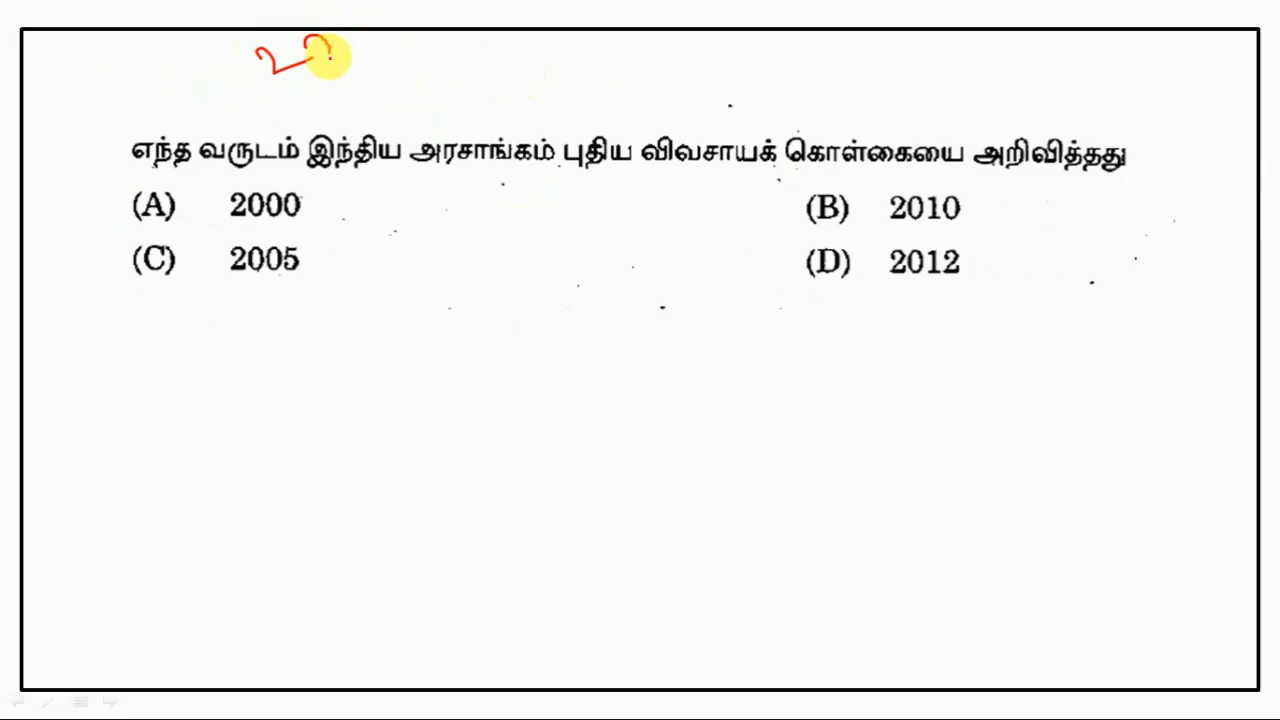 எந்த வருடம் இந்திய அரசாங்கம் புதிய விவசாயக் கொள்கையை அறிவித்தது
(A) 2000 (B) 2010
(C) 2005 (D) 2012